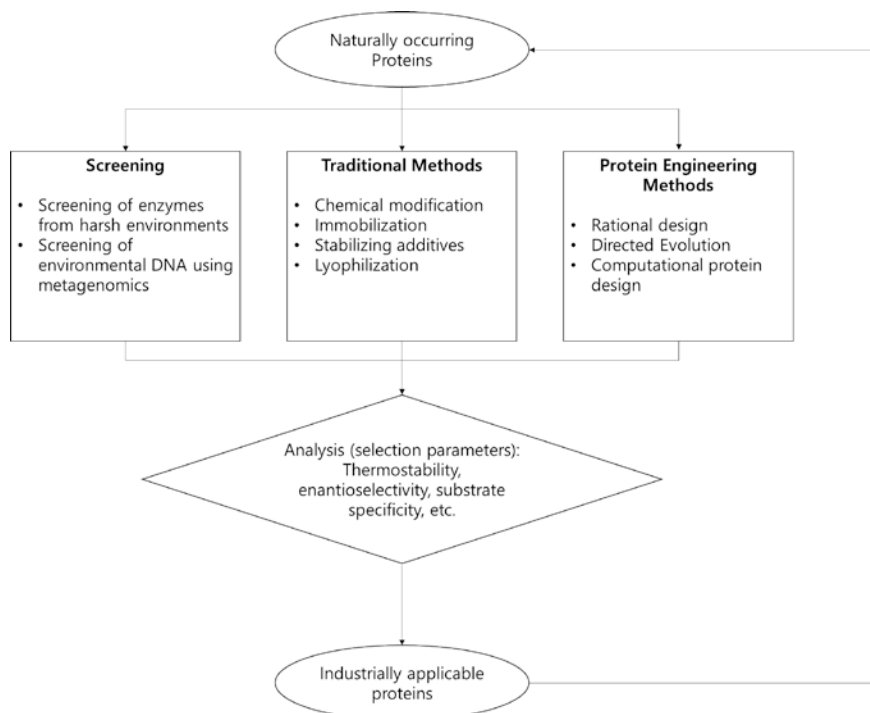 Naturally occurring
Proteins
Screening
• Screening of enzymes
from harsh environments
• Screening of
environmental DNA using
metagenomics
Traditional Methods
• Chemical modification
• Immobilization
• Stabilizing additives
• Lyophilization
Protein Engineering
Methods
• Rational design
• Directed Evolution
• Computational protein
design
Analysis (selection parameters):
Thermostability,
enantioselectivity, substrate
specificity, etc.
Industrially applicable
proteins